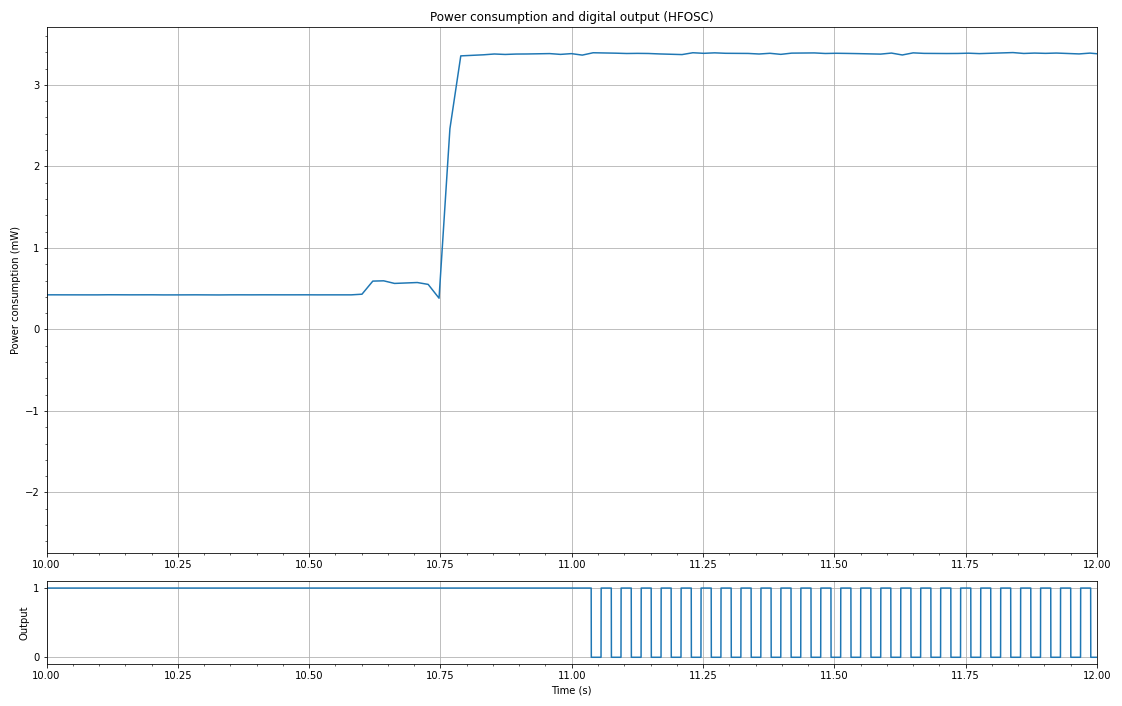 Power consumption and digital output (HFOSC)
Power consumption (mW)
3
2
1
0
−1
−2
10.00 10.25 10.50 10.75 11.00 11.25 11.50 11.75 12.00
Output
1
0
10.00 10.25 10.50 10.75 11.00 11.25 11.50 11.75 12.00
Time (s)